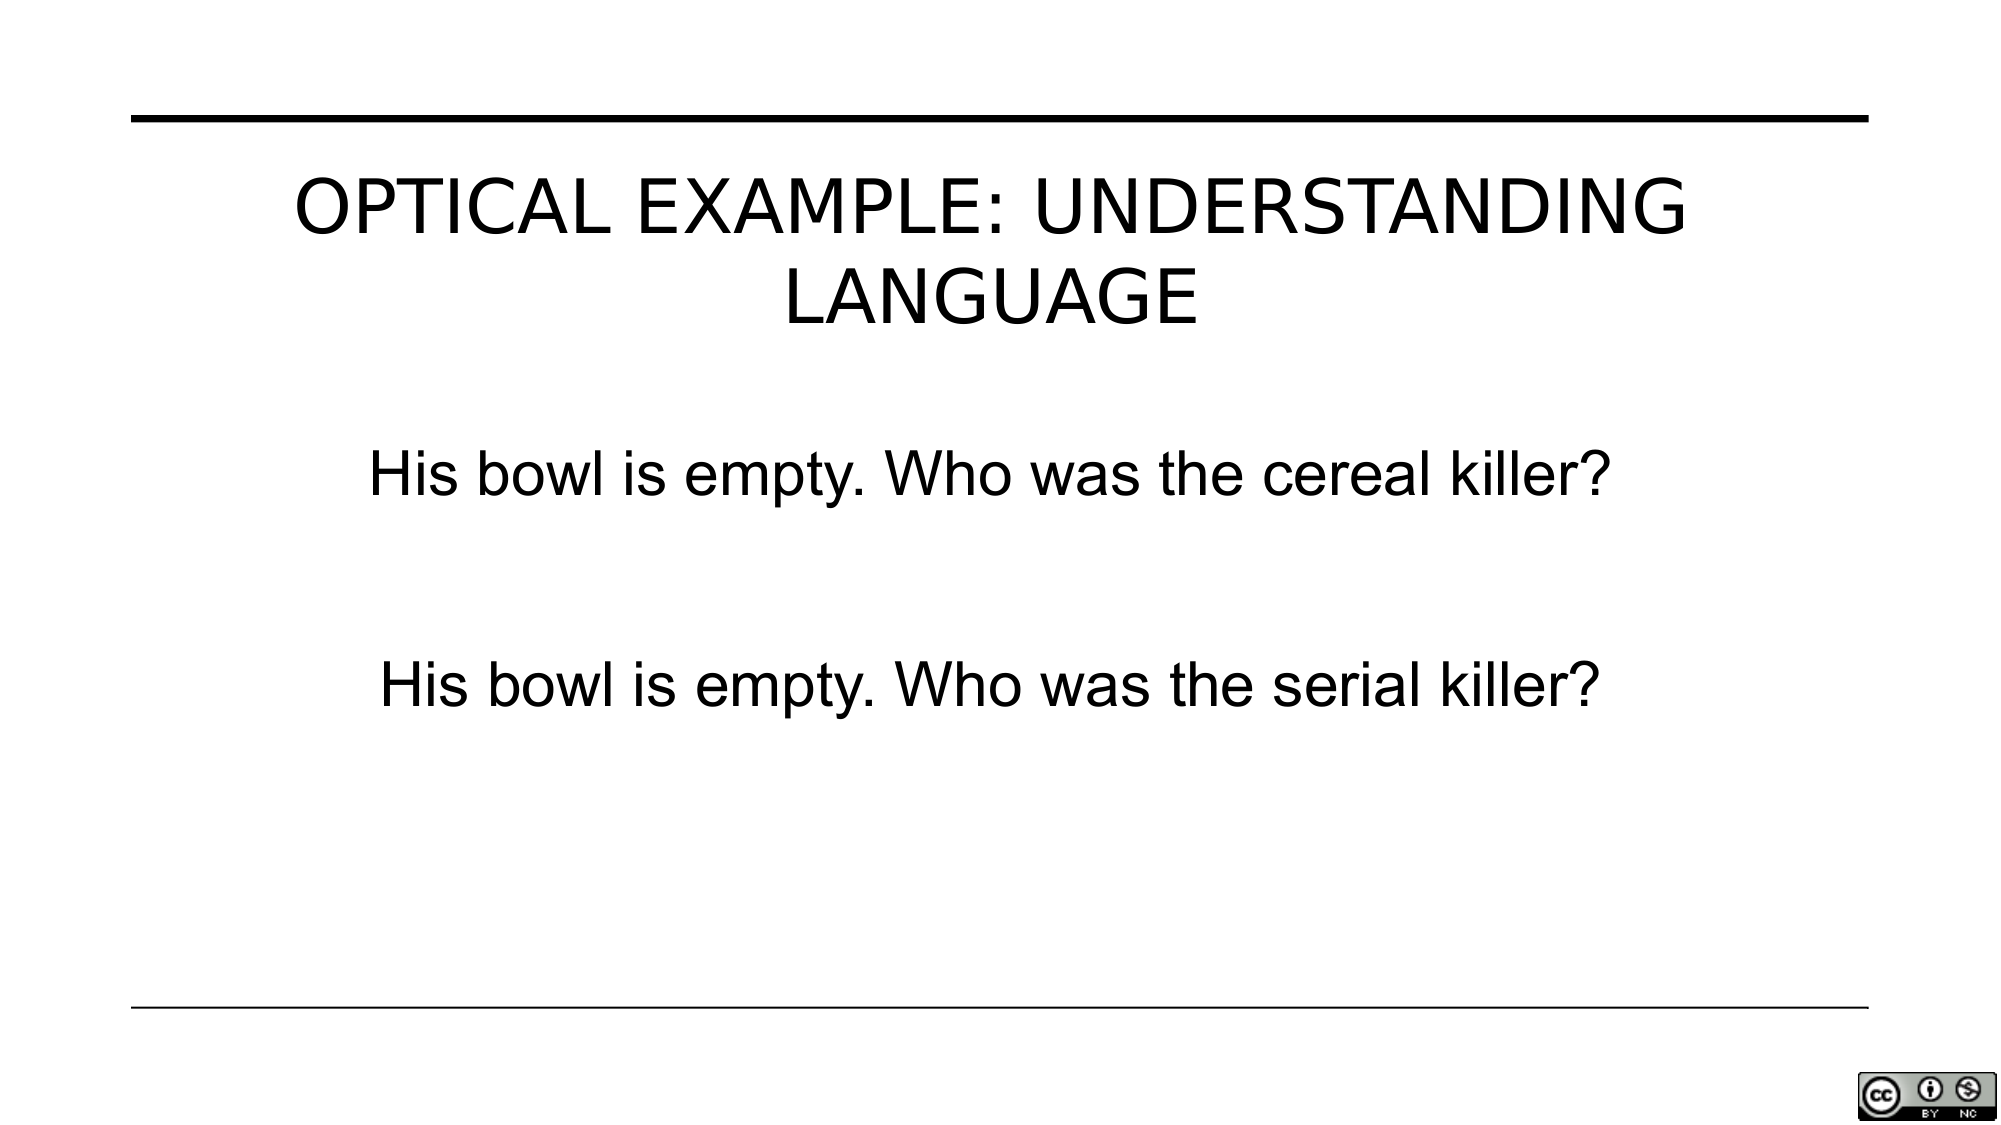 OPTICAL EXAMPLE: UNDERSTANDING
LANGUAGE
His bowl is empty. Who was the cereal killer?
His bowl is empty. Who was the serial killer?
cc
BY NC